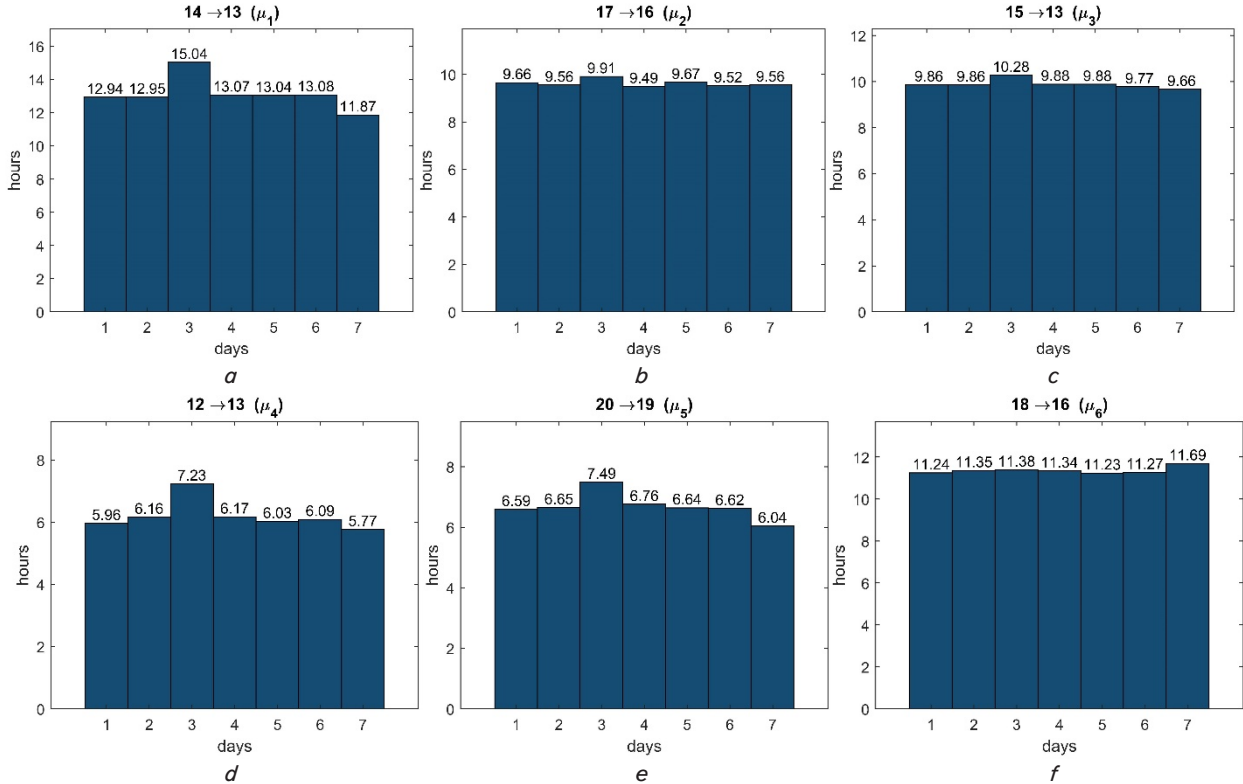 14 →13 (μ1)
17 →16 (μ2)
15 →13 (μ3)
16
14
12
10
8
6
4
2
0
hours
12.94 12.95 15.04 13.07 13.04 13.08 11.87
1 2 3 4 5 6 7
days
a
10
8
6
4
2
0
hours
9.66 9.56 9.91 9.49 9.67 9.52 9.56
1 2 3 4 5 6 7
days
b
12
10
8
6
4
2
0
hours
9.86 9.86 10.28 9.88 9.88 9.77 9.66
1 2 3 4 5 6 7
days
c
12 →13 (μ4)
20 →19 (μ5)
18 →16 (μ6)
8
6
4
2
0
hours
5.96 6.16 7.23 6.17 6.03 6.09 5.77
1 2 3 4 5 6 7
days
d
8
6
4
2
0
hours
6.59 6.65 7.49 6.76 6.64 6.62 6.04
1 2 3 4 5 6 7
days
e
12
10
8
6
4
2
0
hours
11.24 11.35 11.38 11.34 11.23 11.27 11.69
1 2 3 4 5 6 7
days
f